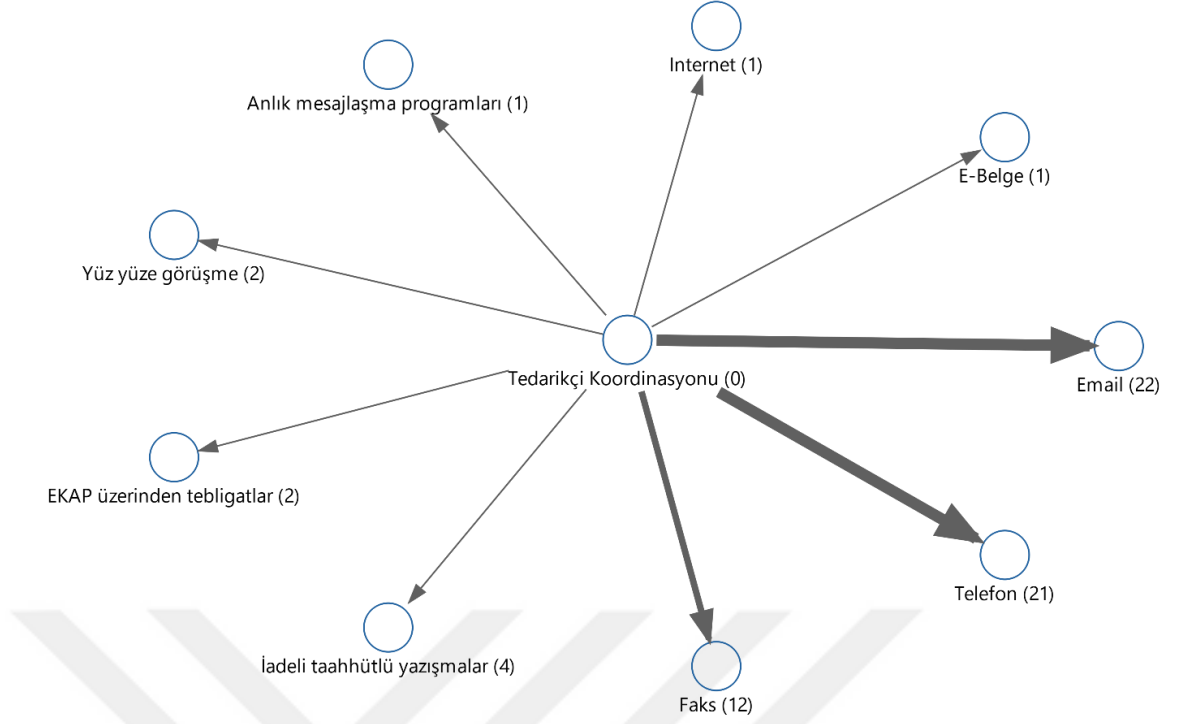 Internet (1)
Anlık mesajlaşma programları (1)
E-Belge (1)
Yüz yüze görüşme (2)
Tedarikçi Koordinasyonu (0)
Email (22)
EKAP üzerinden tebligatlar (2)
Telefon (21)
İadeli taahhütlü yazışmalar (4)
Faks (12)